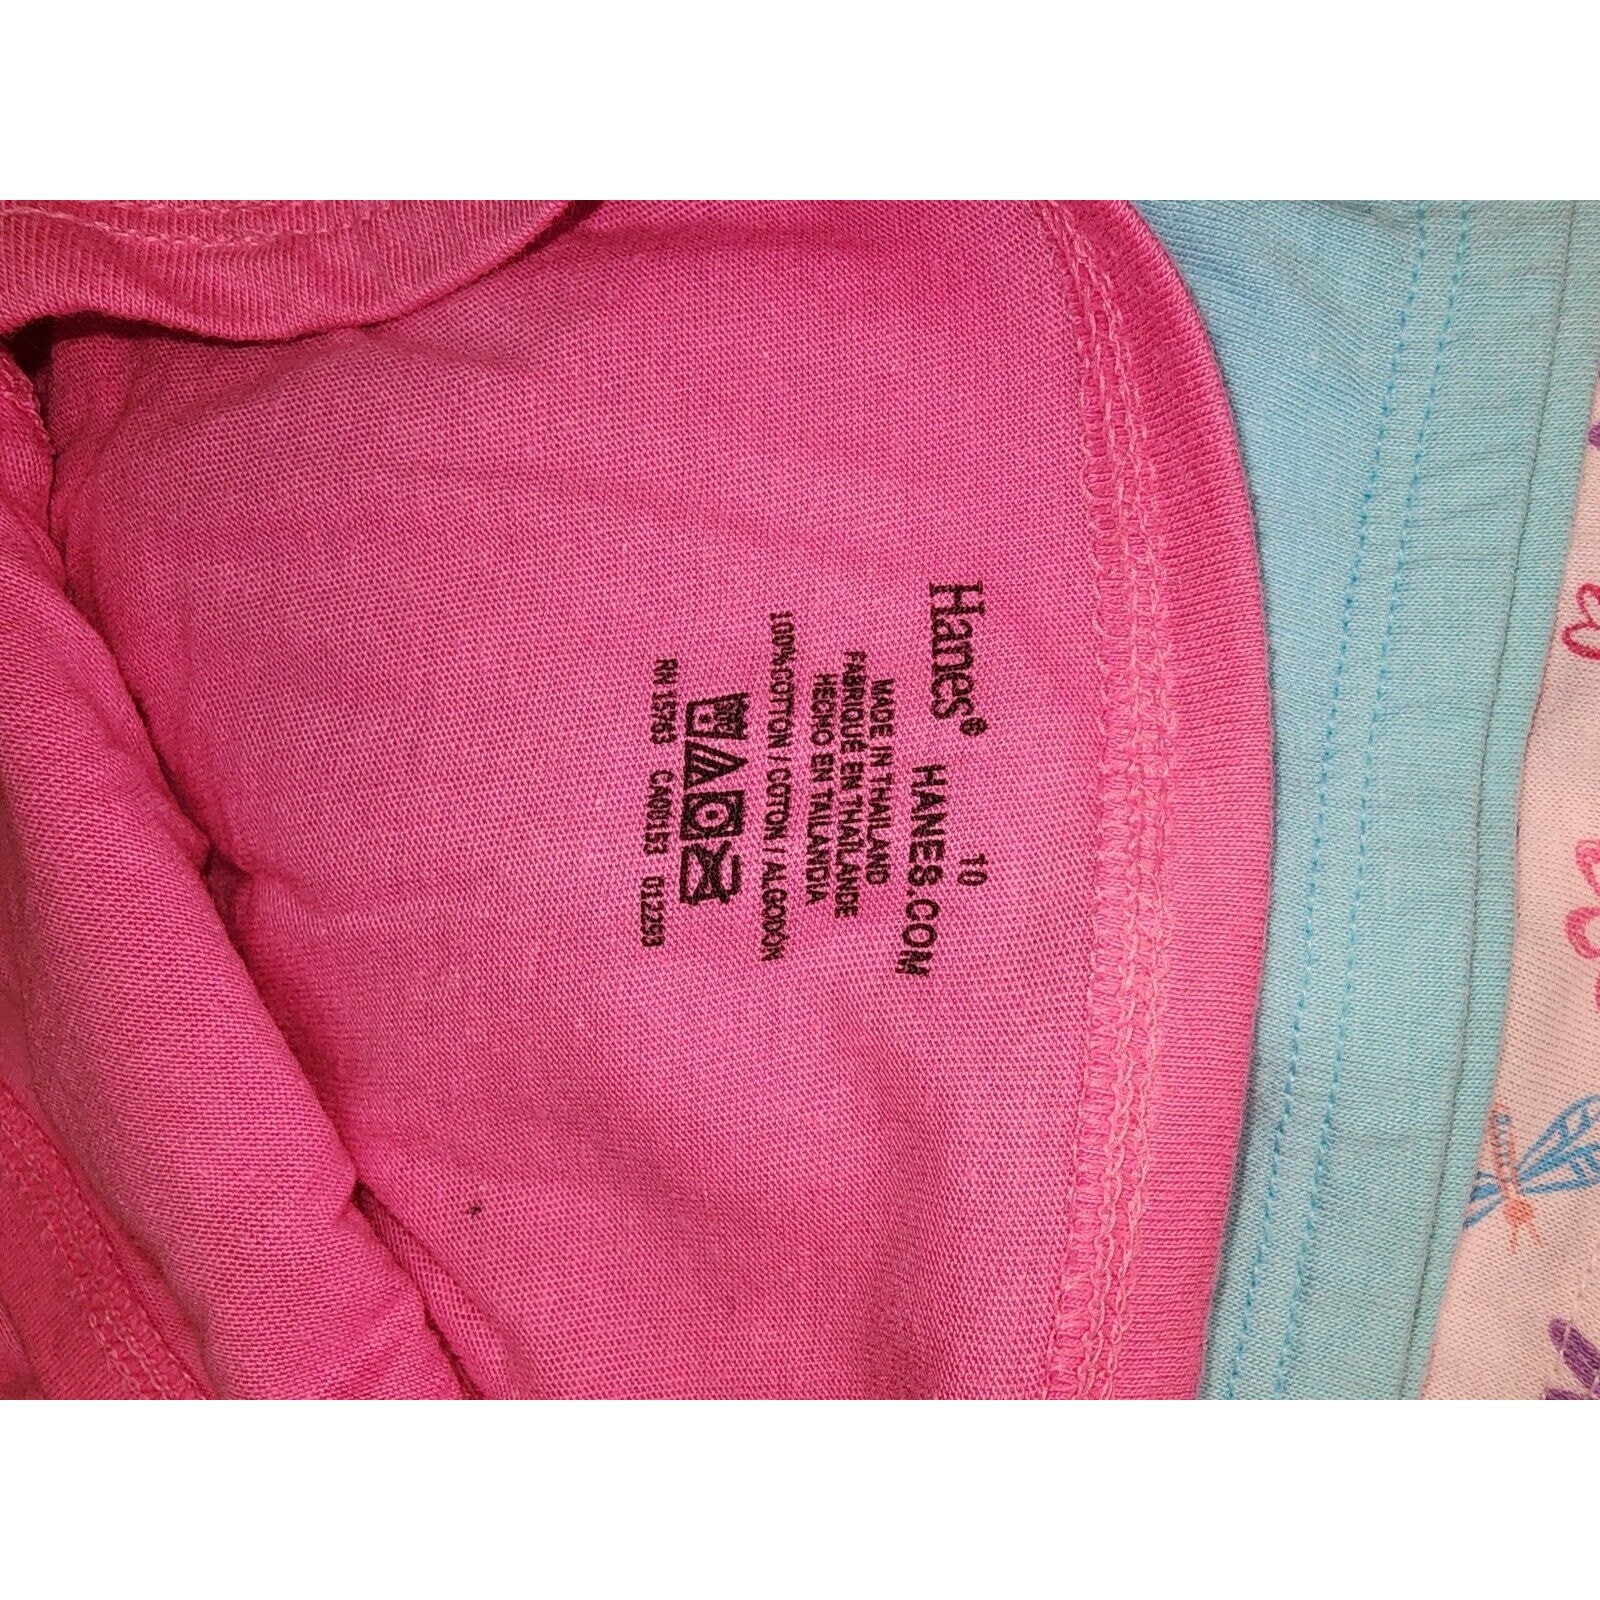 10
Hanes® HANES.COM
MADE IN THAILAND
FABRIQUÉ EN THAÏLANDE
HECHO EN TAILANDIA
100% COTTON / COTON / ALGODÓN
RN 15763 CA00153 012293